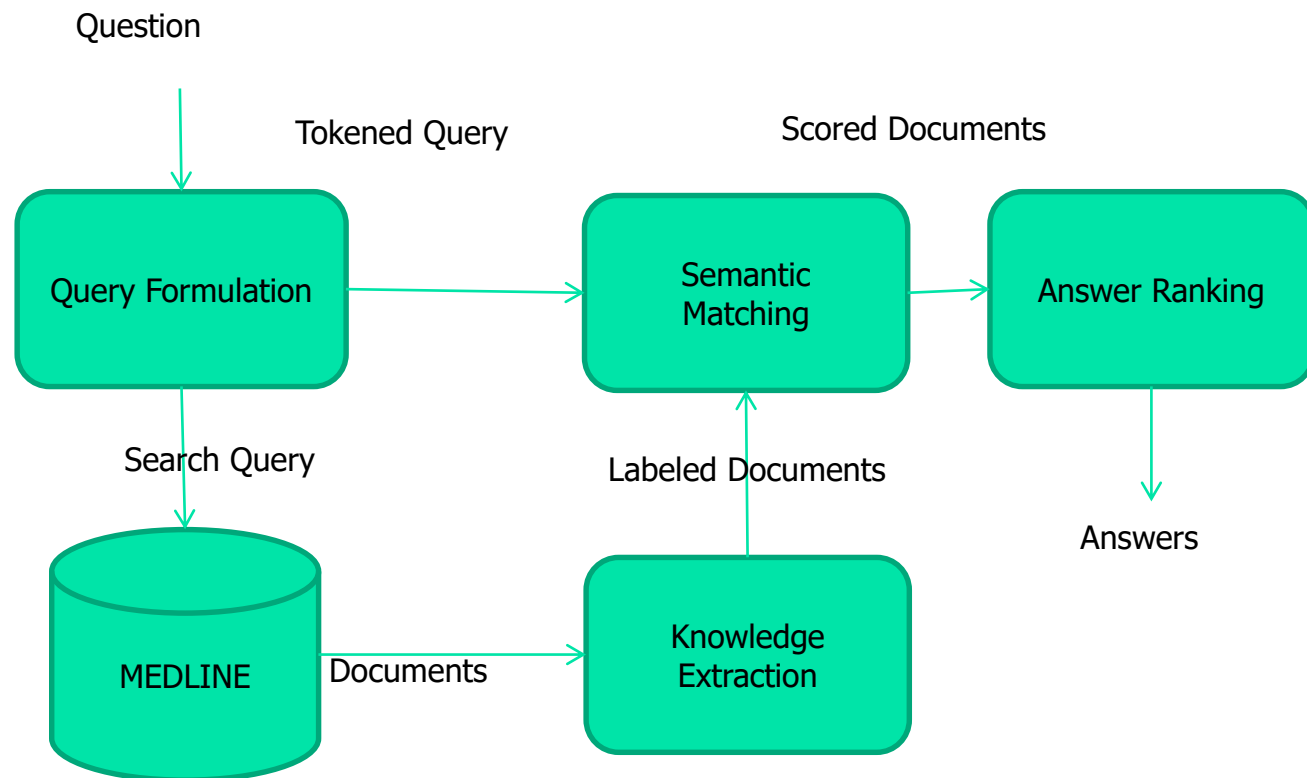 Question
Tokened Query
Scored Documents
Query Formulation
Semantic
Matching
Answer Ranking
Search Query
Labeled Documents
Answers
MEDLINE
Documents
Knowledge
Extraction